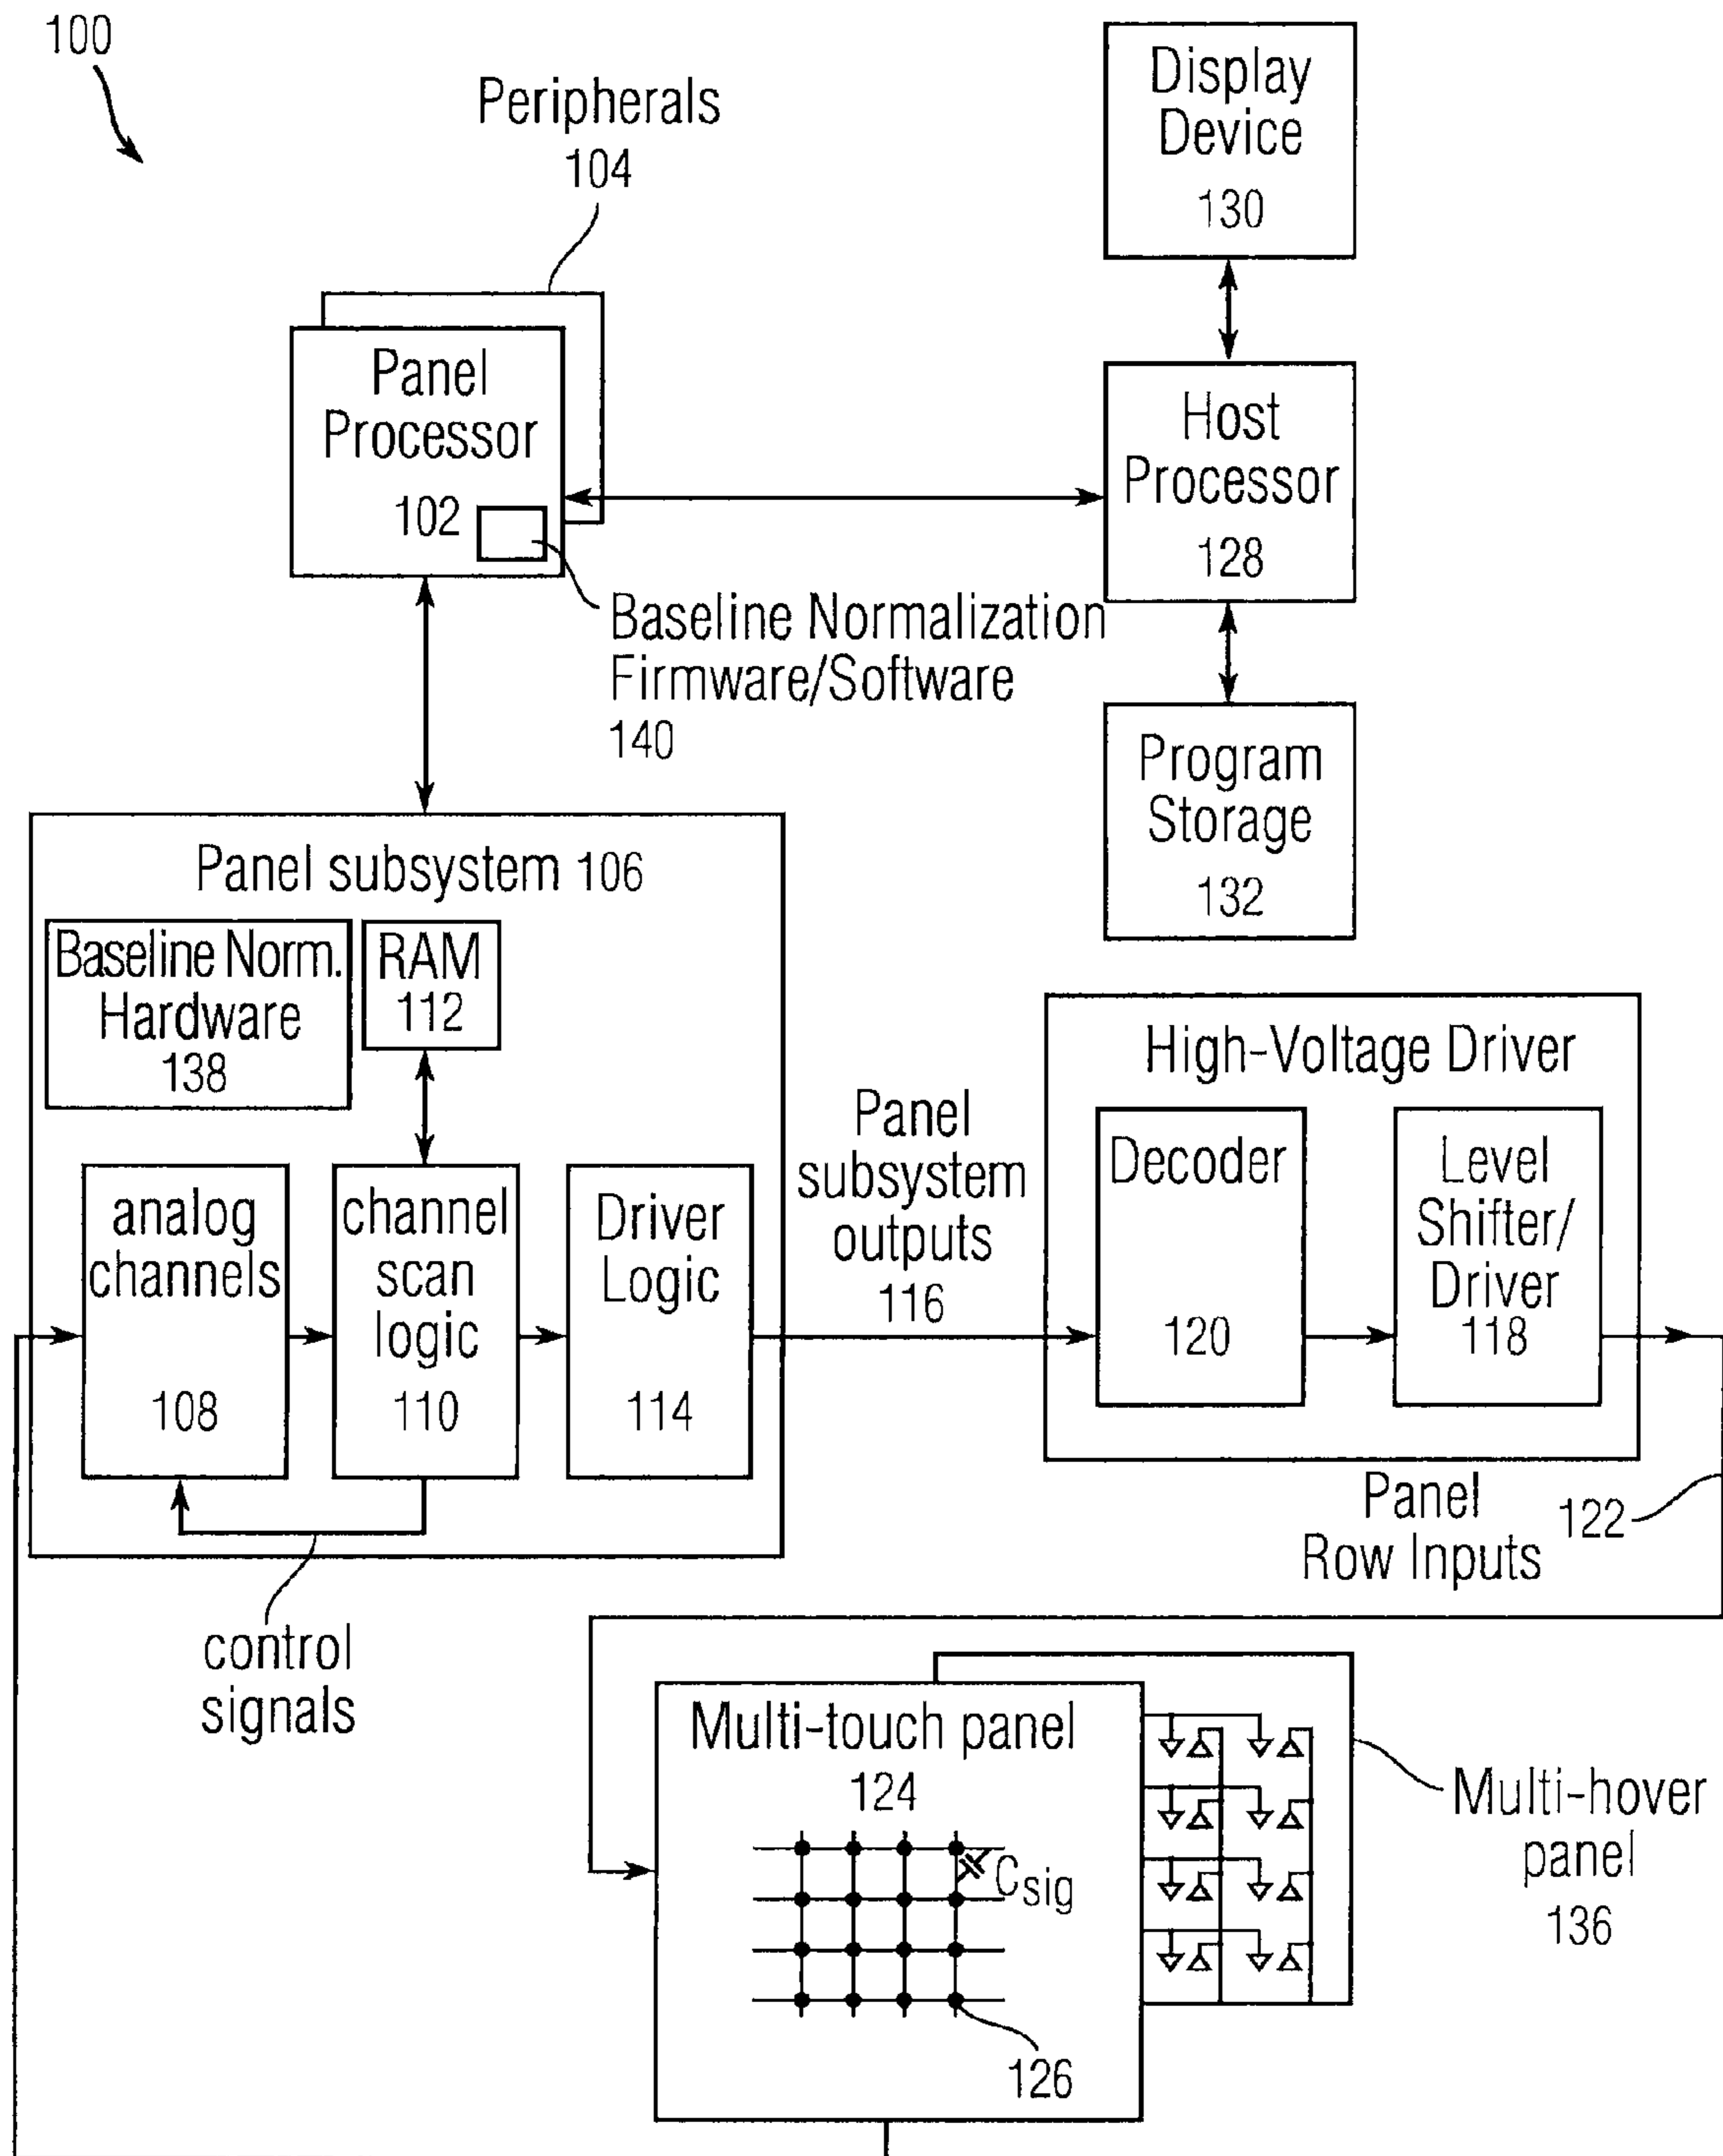 100
Peripherals
104
Display
Device
130
Panel
Processor
102
Host
Processor
128
Baseline Normalization
Firmware/Software
140
Program
Storage
132
Panel subsystem 106
Baseline Norm.
Hardware
138
RAM
112
analog
channels
108
channel
scan
logic
110
Driver
Logic
114
control
signals
Panel
subsystem
outputs
116
High-Voltage Driver
Decoder
120
Level
Shifter/
Driver
118
Panel
Row Inputs
122
Multi-touch panel
124
Csig
126
Multi-hover
panel
136